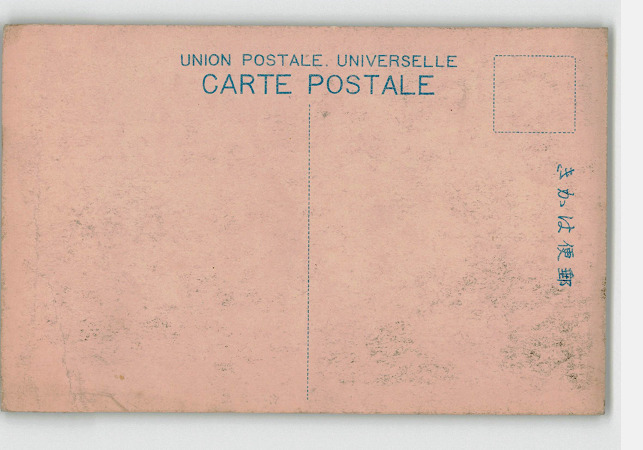 UNION POSTALE. UNIVERSELLE
CARTE POSTALE
きかは便郵